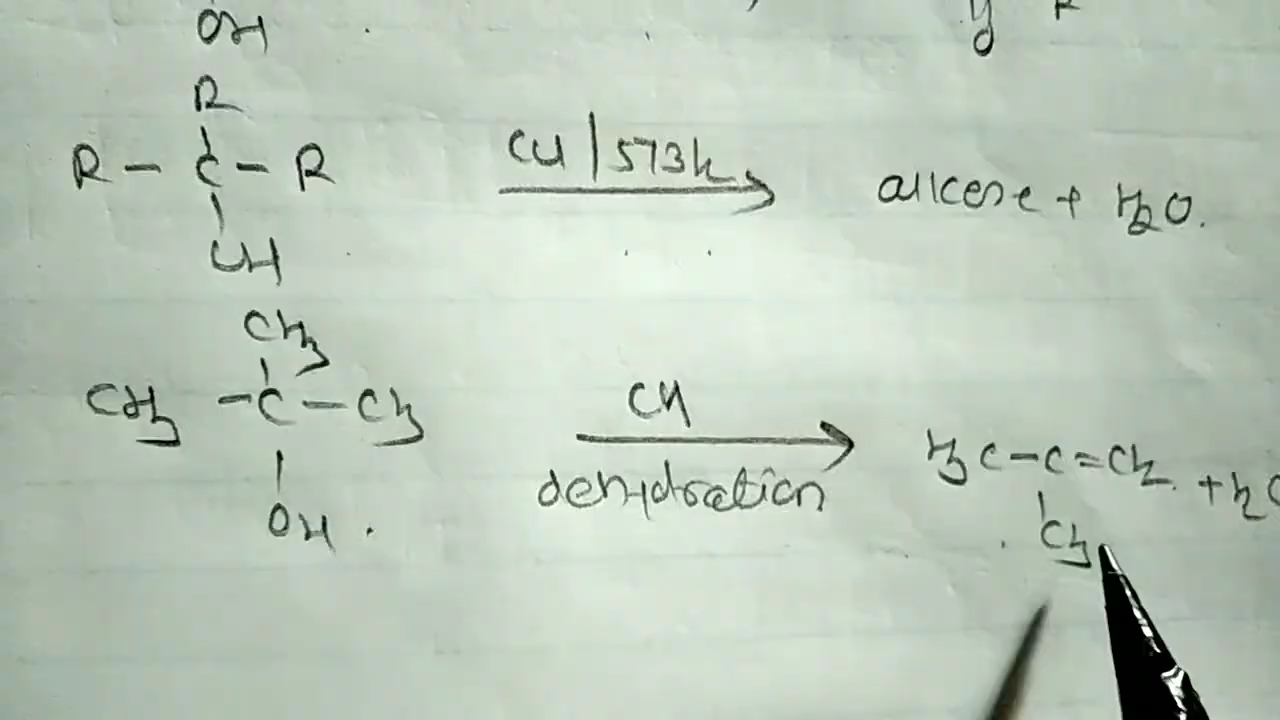 OH
R
R - C - R Cu | 573k alkene + H2O.
OH
CH3
CH3 - C - CH3 Cu H3C - C = CH2 + H2O
dehydration
OH . CH3